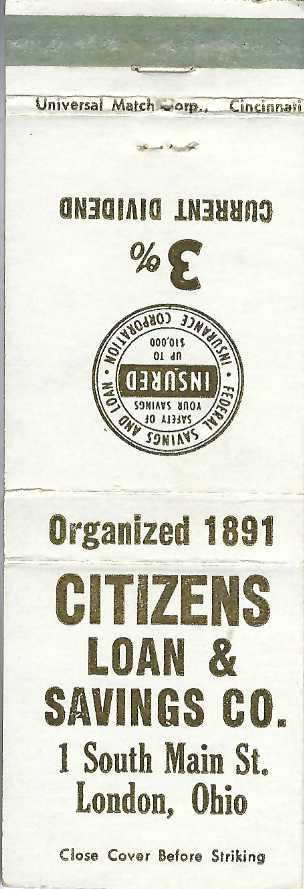 Universal Match Corp., Cincinnati
CURRENT DIVIDEND
3%
FEDERAL SAVINGS AND LOAN • INSURANCE CORPORATION •
SAFETY OF
YOUR SAVINGS
INSURED
UP TO
$10,000
Organized 1891
CITIZENS
LOAN &
SAVINGS CO.
1 South Main St.
London, Ohio
Close Cover Before Striking